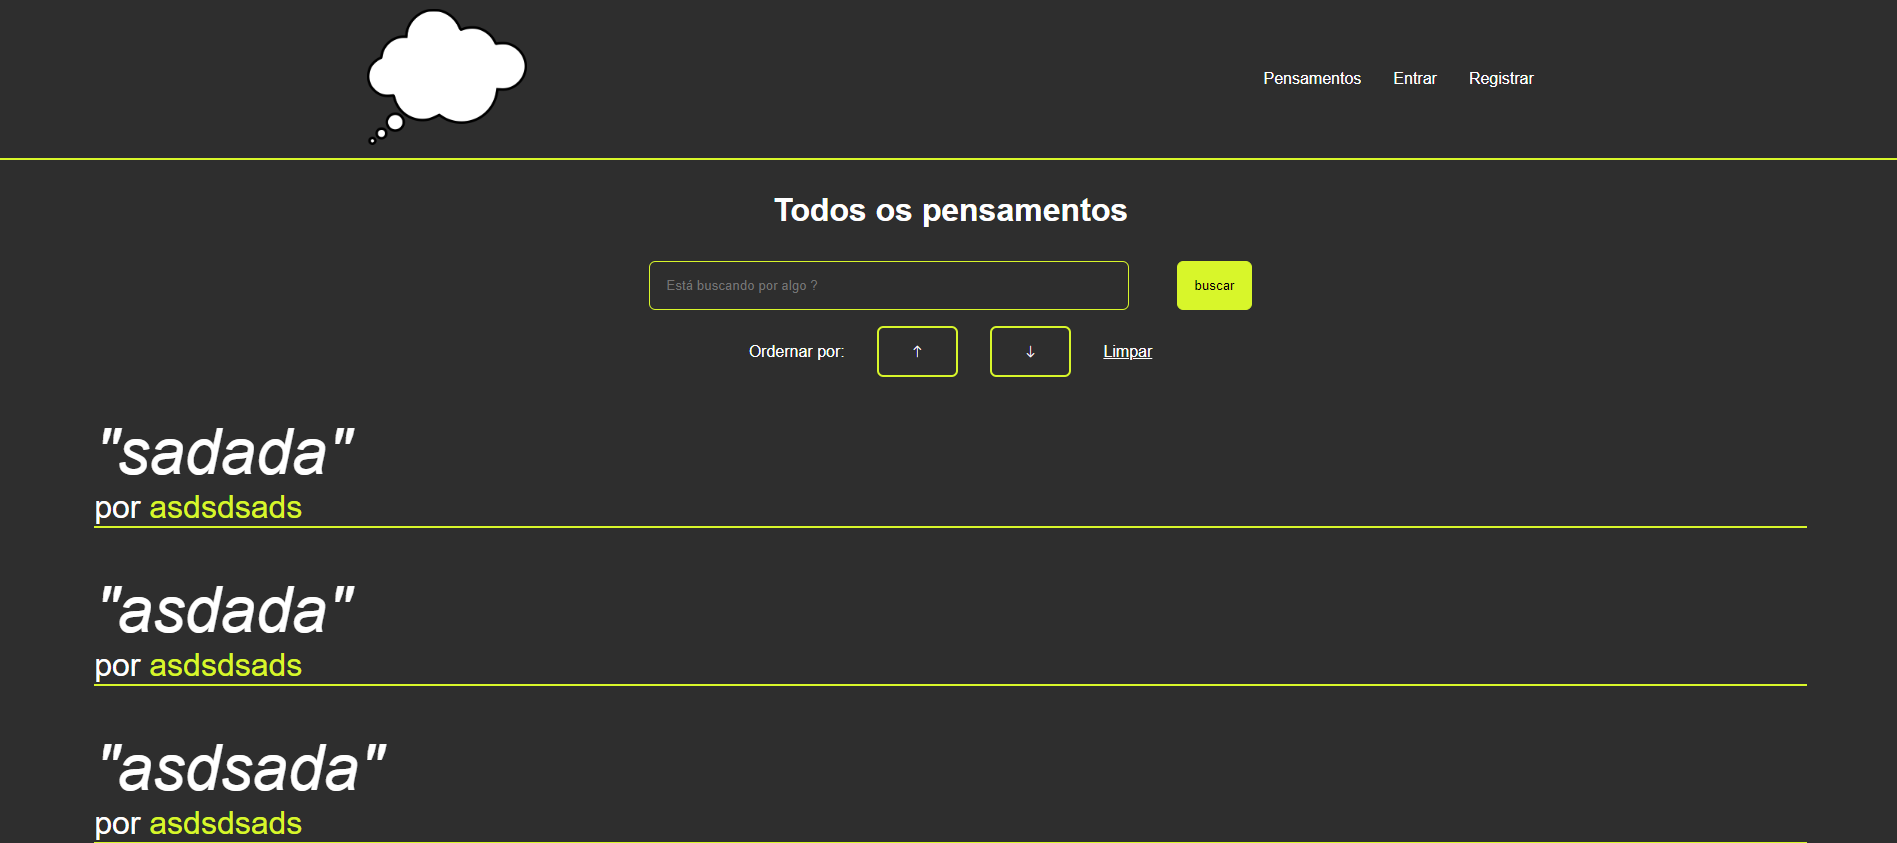 Pensamentos Entrar Registrar
Todos os pensamentos
Está buscando por algo ? buscar
Ordernar por: ↑ ↓ Limpar
"sadada"
por asdsdsads
"asdada"
por asdsdsads
"asdsada"
por asdsdsads